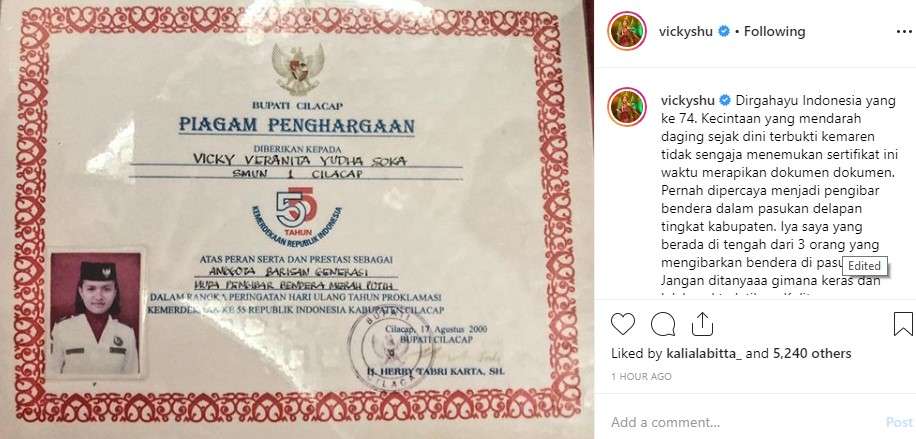 BUPATI CILACAP
PIAGAM PENGHARGAAN
DIBERIKAN KEPADA
VICKY VERANITA YUDHA SOKA
SMUN 1 CILACAP
55
TAHUN
KEMERDEKAAN REPUBLIK INDONESIA
ATAS PERAN SERTA DAN PRESTASI SEBAGAI
ANGGOTA BARISAN GENERASI
MUDA PENGIBAR BENDERA MERAH PUTIH
DALAM RANGKA PERINGATAN HARI ULANG TAHUN PROKLAMASI
KEMERDEKAAN KE 55 REPUBLIK INDONESIA KABUPATEN CILACAP
Cilacap, 17 Agustus 2000
BUPATI CILACAP
H. HERRY TABRI KARTA, SH.
vickyshu • Following
vickyshu Dirgahayu Indonesia yang
ke 74. Kecintaan yang mendarah
daging sejak dini terbukti kemaren
tidak sengaja menemukan sertifikat ini
waktu merapikan dokumen dokumen.
Pernah dipercaya menjadi pengibar
bendera dalam pasukan delapan
tingkat kabupaten. Iya saya yang
berada di tengah dari 3 orang yang
mengibarkan bendera di
Edited
Jangan ditanyaaa gimana keras dan
Liked by kalialabitta_ and 5,240 others
1 HOUR AGO
Add a comment...
Post